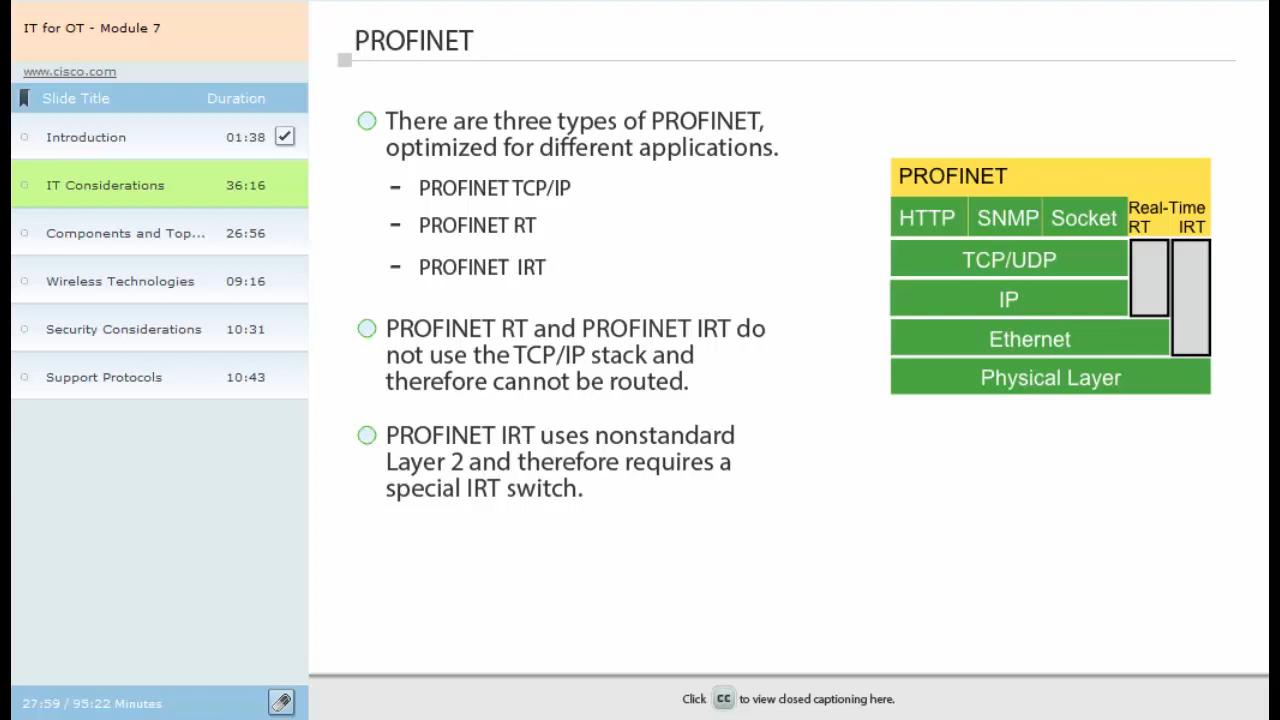 IT for OT - Module 7
www.cisco.com
Slide Title Duration
Introduction 01:38
IT Considerations 36:16
Components and Top... 26:56
Wireless Technologies 09:16
Security Considerations 10:31
Support Protocols 10:43
27:59 / 95:22 Minutes
PROFINET
There are three types of PROFINET,
optimized for different applications.
- PROFINET TCP/IP
- PROFINET RT
- PROFINET IRT
PROFINET RT and PROFINET IRT do
not use the TCP/IP stack and
therefore cannot be routed.
PROFINET IRT uses nonstandard
Layer 2 and therefore requires a
special IRT switch.
PROFINET
HTTP SNMP Socket Real-Time
RT IRT
TCP/UDP
IP
Ethernet
Physical Layer
Click CC to view closed captioning here.